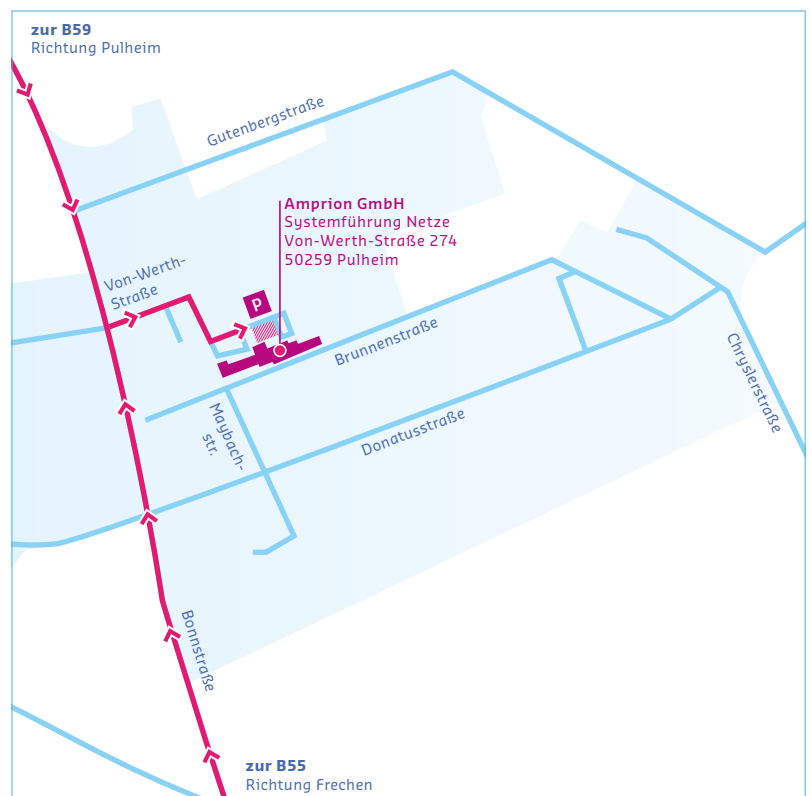 zur B59
Richtung Pulheim
Gutenbergstraße
Amprion GmbH
Systemführung Netze
Von-Werth-Straße 274
50259 Pulheim
Von-Werth-
Straße
P
Brunnenstraße
Chryslerstraße
Maybach-
str.
Donatusstraße
Bonnstraße
zur B55
Richtung Frechen